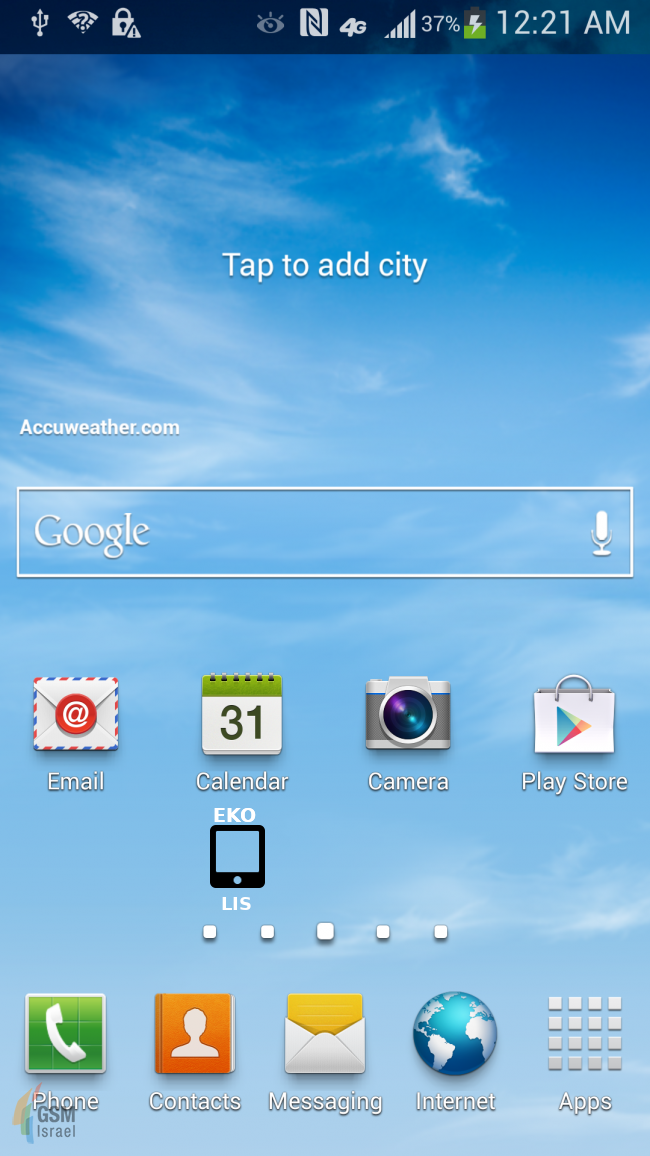 4G 37% 12:21 AM
Tap to add city
Accuweather.com
Google
@ 31
Email Calendar Camera Play Store
EKO
LIS
Phone Contacts Messaging Internet Apps
GSM
Israel